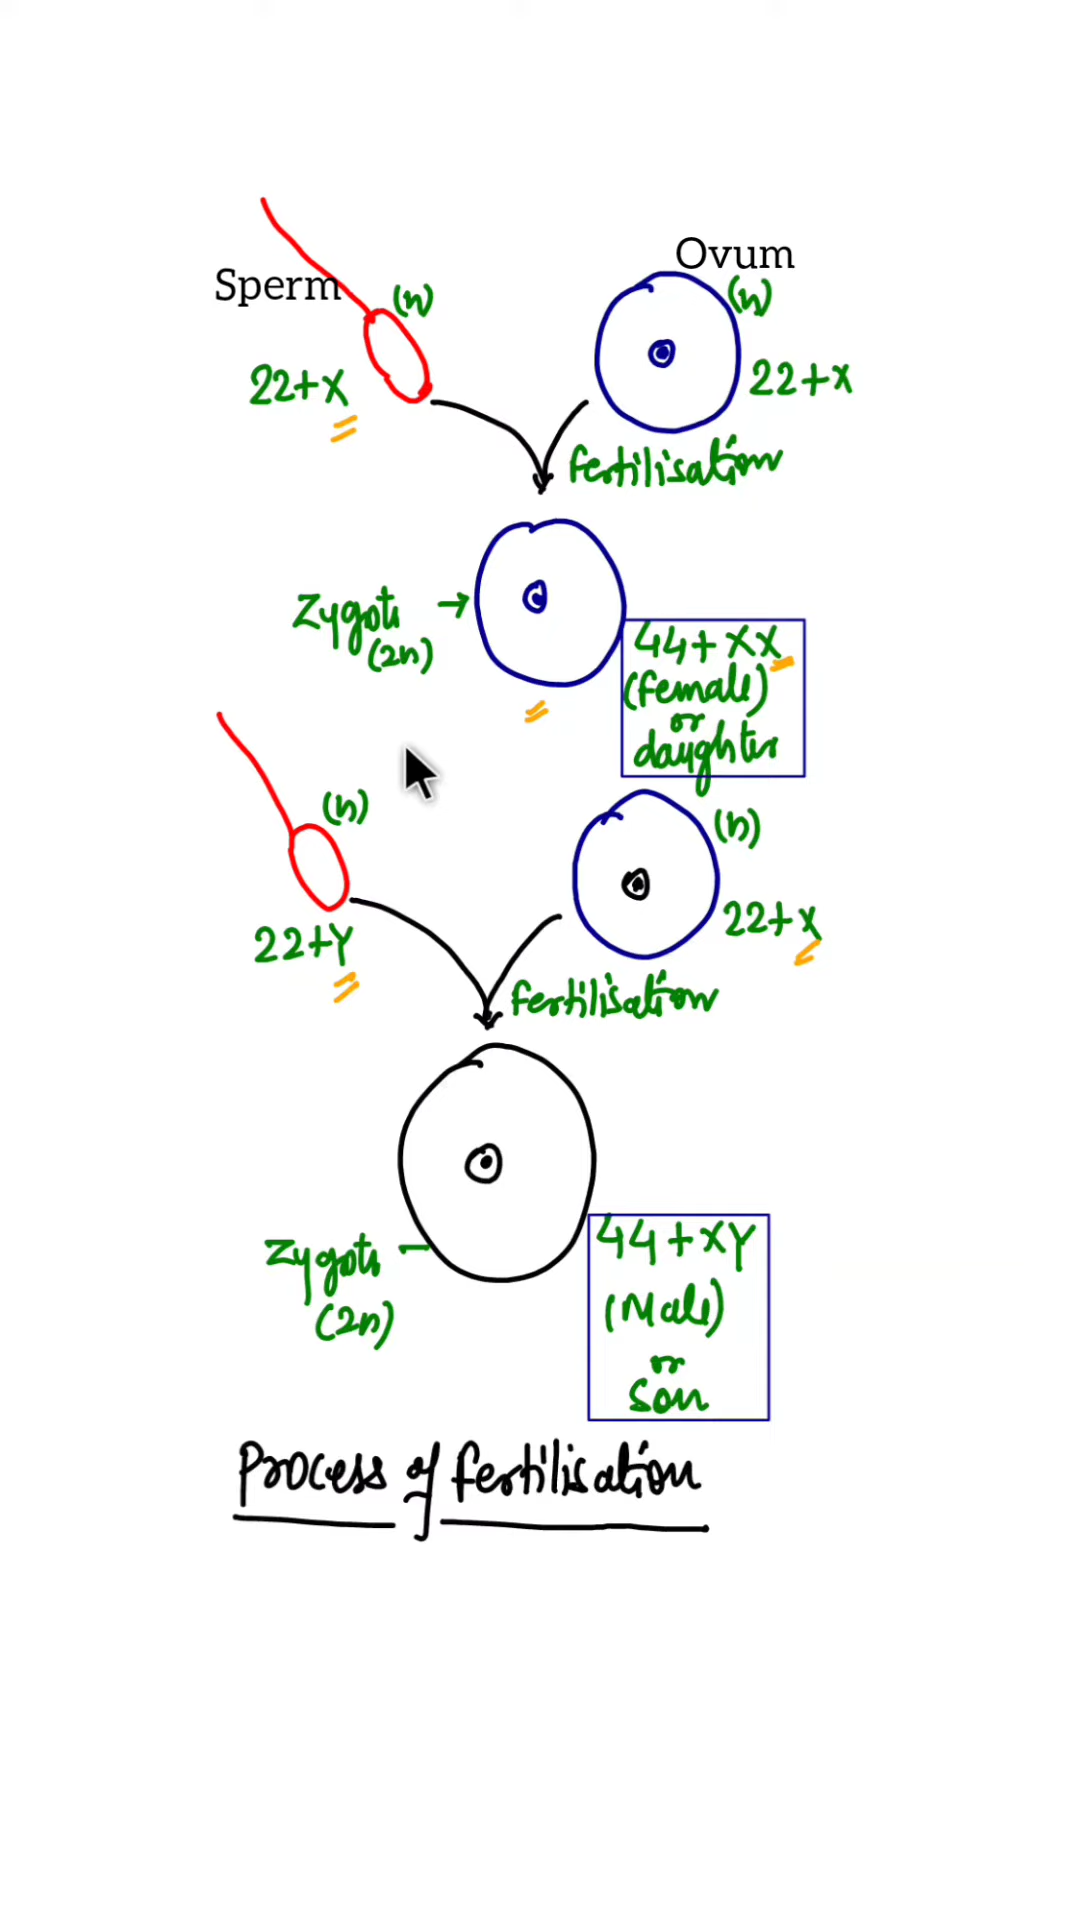 Sperm
Ovum
(n)
(n)
22+X
22+X
fertilisation
Zygote
(2n)
44+XX
(female)
or
daughter
(n)
(n)
22+Y
22+X
fertilisation
Zygote
(2n)
44+XY
(Male)
or
Son
Process of fertilisation